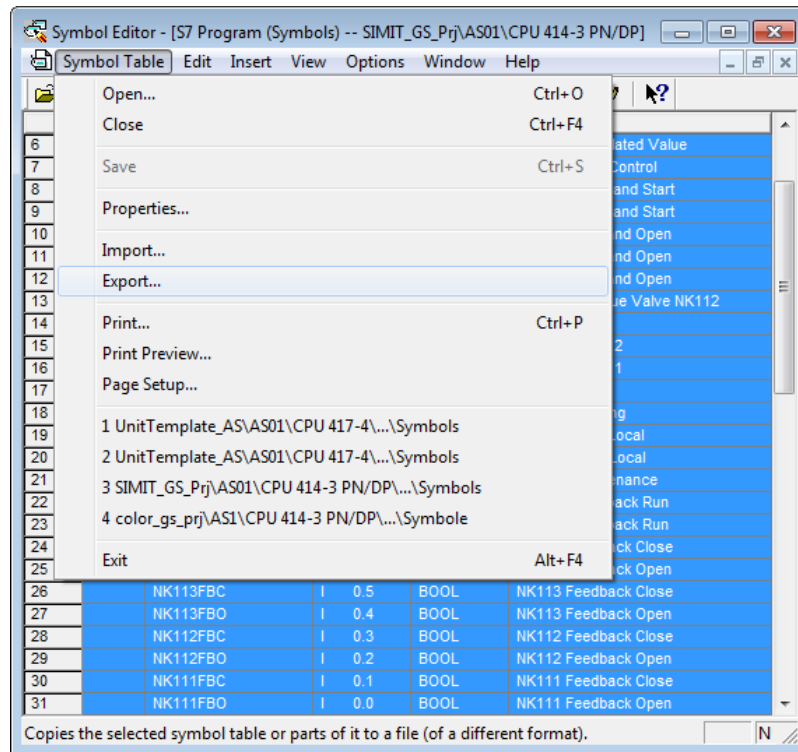 Symbol Editor - [S7 Program (Symbols) -- SIMIT_GS_Prj\AS01\CPU 414-3 PN/DP]
Symbol Table Edit Insert View Options Window Help
Open... Ctrl+O
Close Ctrl+F4
6 ated Value
7 Control
Save Ctrl+S
8 and Start
Properties...
9 and Start
10 nd Open
Import...
11 nd Open
12 nd Open
Export...
13 ue Valve NK112
14
Print... Ctrl+P
15 2
Print Preview...
16 1
Page Setup...
17
18 ng
1 UnitTemplate_AS\AS01\CPU 417-4\...\Symbols
19 Local
2 UnitTemplate_AS\AS01\CPU 417-4\...\Symbols
20 Local
21 enance
3 SIMIT_GS_Prj\AS01\CPU 414-3 PN/DP\...\Symbols
22 ack Run
4 color_gs_prj\AS1\CPU 414-3 PN/DP\...\Symbole
23 ack Run
24 ck Close
Exit Alt+F4
25 ck Open
26 NK113FBC I 0.5 BOOL NK113 Feedback Close
27 NK113FBO I 0.4 BOOL NK113 Feedback Open
28 NK112FBC I 0.3 BOOL NK112 Feedback Close
29 NK112FBO I 0.2 BOOL NK112 Feedback Open
30 NK111FBC I 0.1 BOOL NK111 Feedback Close
31 NK111FBO I 0.0 BOOL NK111 Feedback Open
Copies the selected symbol table or parts of it to a file (of a different format). N